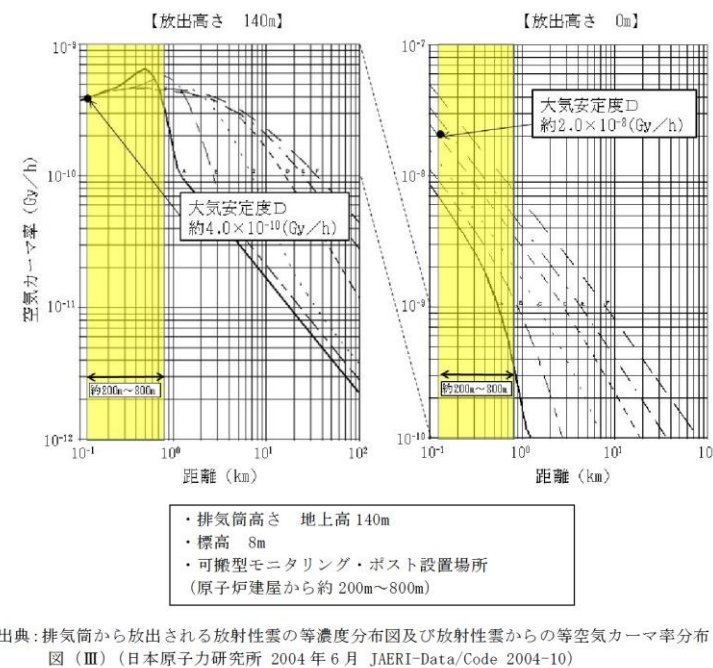 【放出高さ 140m】
10⁻⁹
10⁻¹⁰
10⁻¹¹
10⁻¹²
空気カーマ率 (Gy/h)
大気安定度D
約4.0×10⁻¹⁰(Gy/h)
約200m～800m
10⁻¹ 10⁰ 10¹ 10²
距離 (km)
【放出高さ 0m】
10⁻⁷
10⁻⁸
10⁻⁹
10⁻¹⁰
大気安定度D
約2.0×10⁻⁸(Gy/h)
約200m～800m
10⁻¹ 10⁰ 10¹
距離 (km)
・排気筒高さ 地上高140m
・標高 8m
・可搬型モニタリング・ポスト設置場所
(原子炉建屋から約 200m～800m)
出典:排気筒から放出される放射性雲の等濃度分布図及び放射性雲からの等空気カーマ率分布
図 (Ⅲ) (日本原子力研究所 2004 年 6 月 JAERI-Data/Code 2004-10)